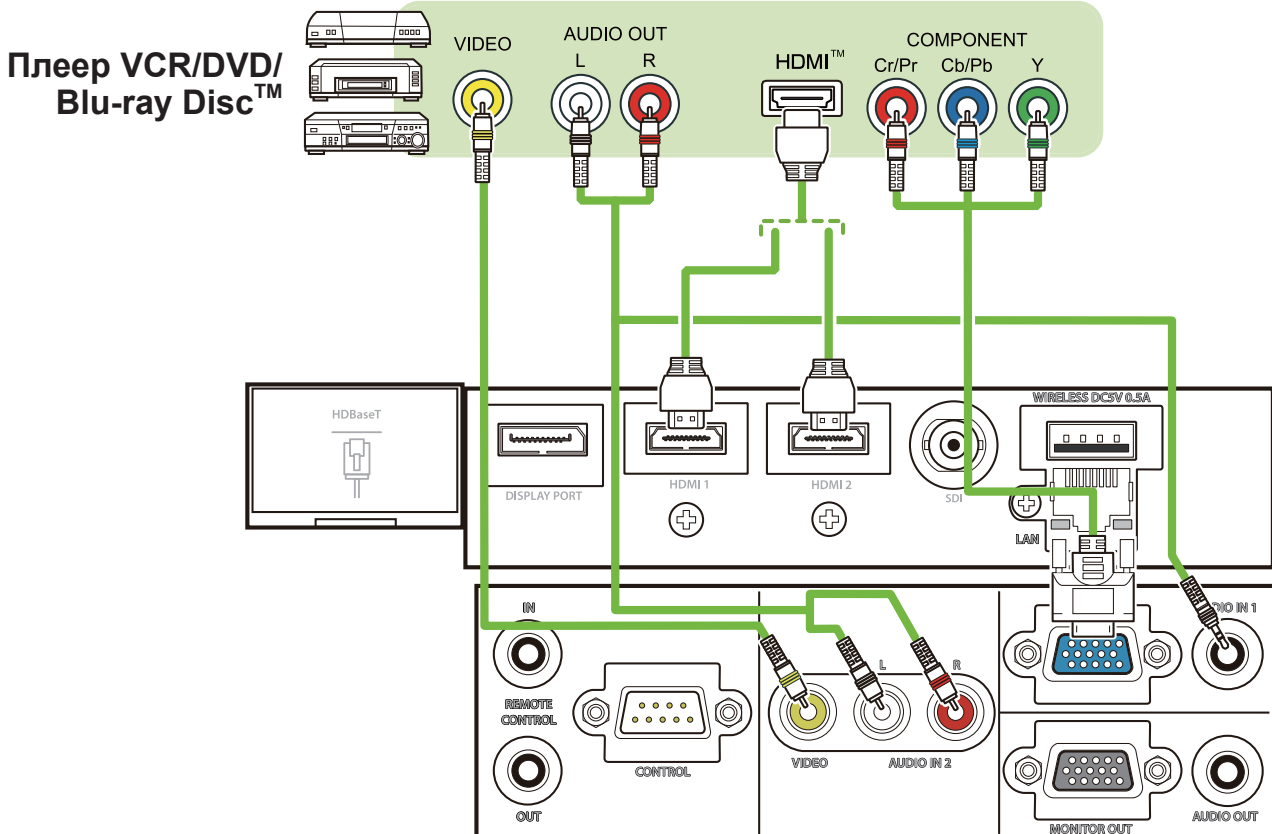 Плеер VCR/DVD/
Blu-ray Disc™
VIDEO
AUDIO OUT
L
R
HDMI™
COMPONENT
Cr/Pr
Cb/Pb
Y
HDBaseT
DISPLAY PORT
HDMI 1
HDMI 2
SDI
WIRELESS DC5V 0.5A
LAN
IN
REMOTE
CONTROL
OUT
CONTROL
L
R
VIDEO
AUDIO IN 2
IN 1
MONITOR OUT
AUDIO OUT